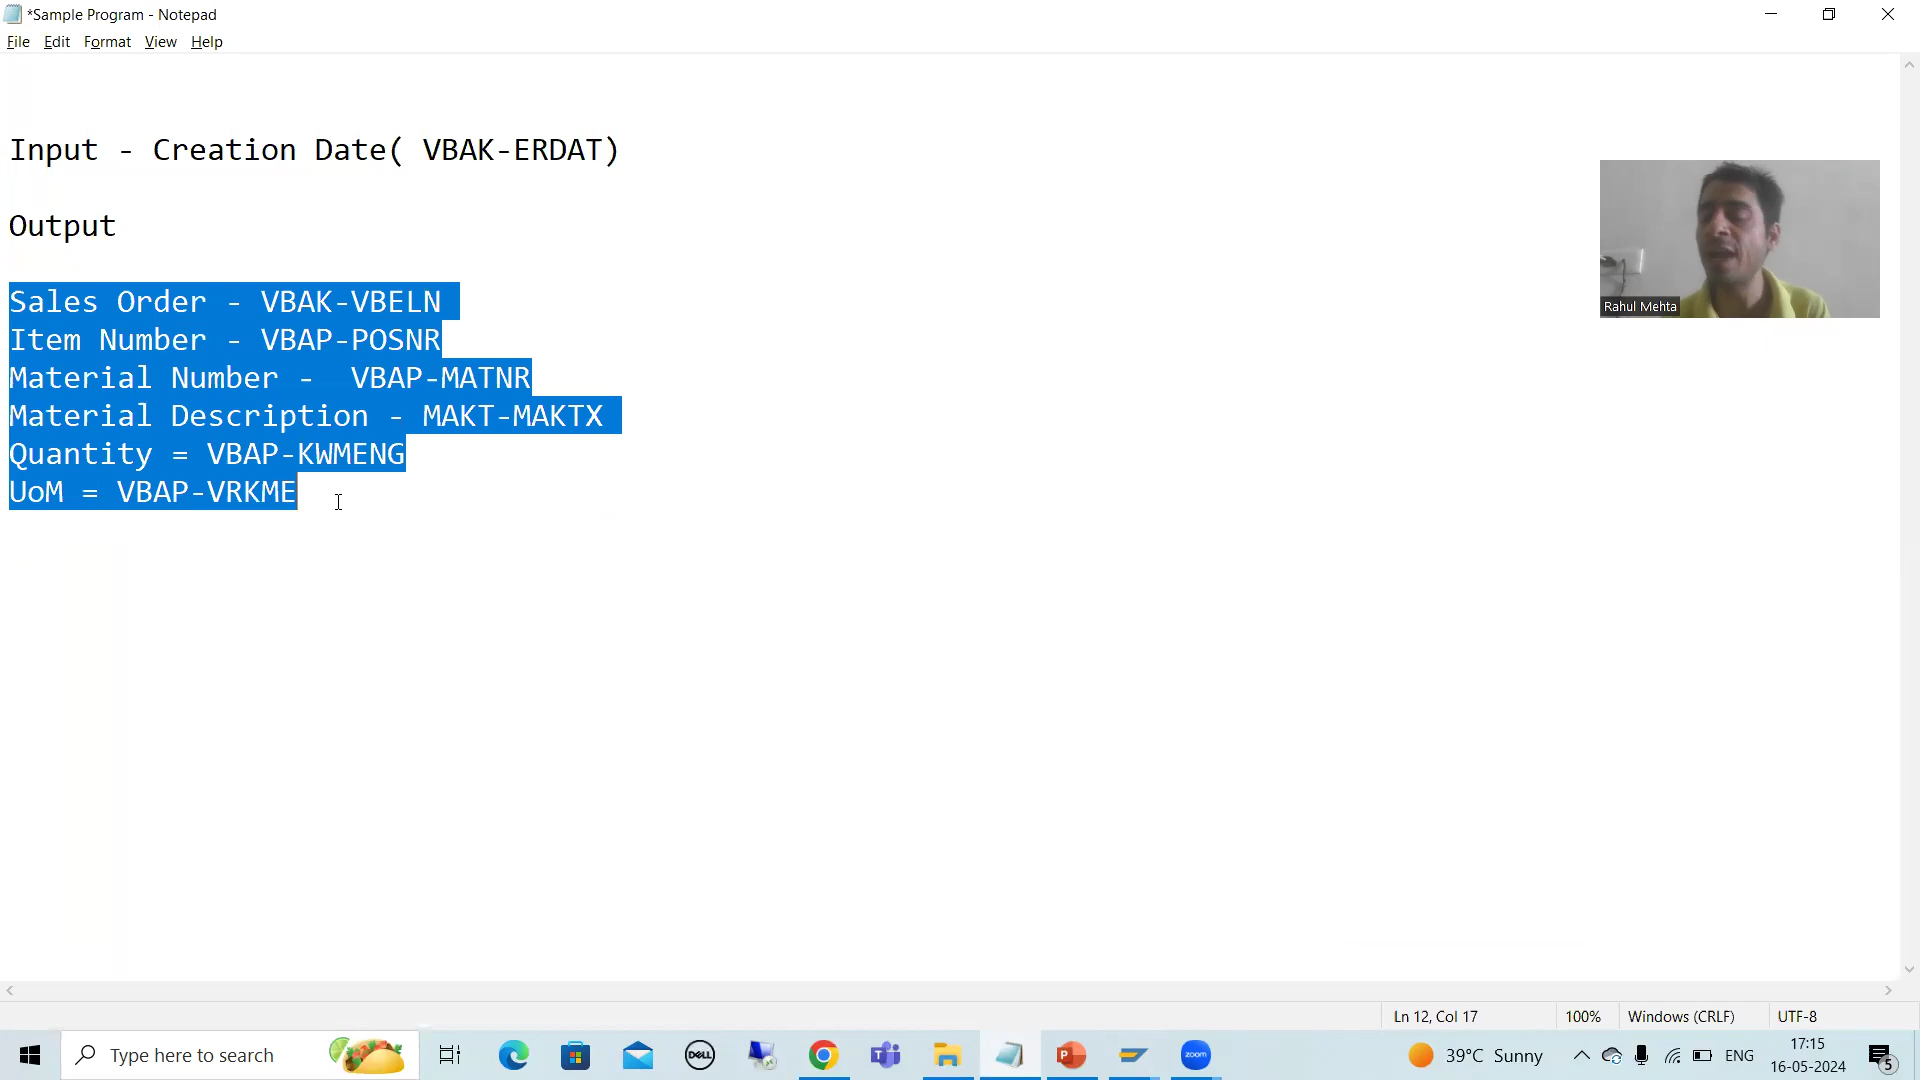 *Sample Program - Notepad
File Edit Format View Help
Input - Creation Date( VBAK-ERDAT)
Output
Sales Order - VBAK-VBELN
Item Number - VBAP-POSNR
Material Number -  VBAP-MATNR
Material Description - MAKT-MAKTX
Quantity = VBAP-KWMENG
UoM = VBAP-VRKME
Rahul Mehta
Ln 12, Col 17 100% Windows (CRLF) UTF-8
Type here to search
DELL
zoom
39°C Sunny
ENG
17:15
16-05-2024
5